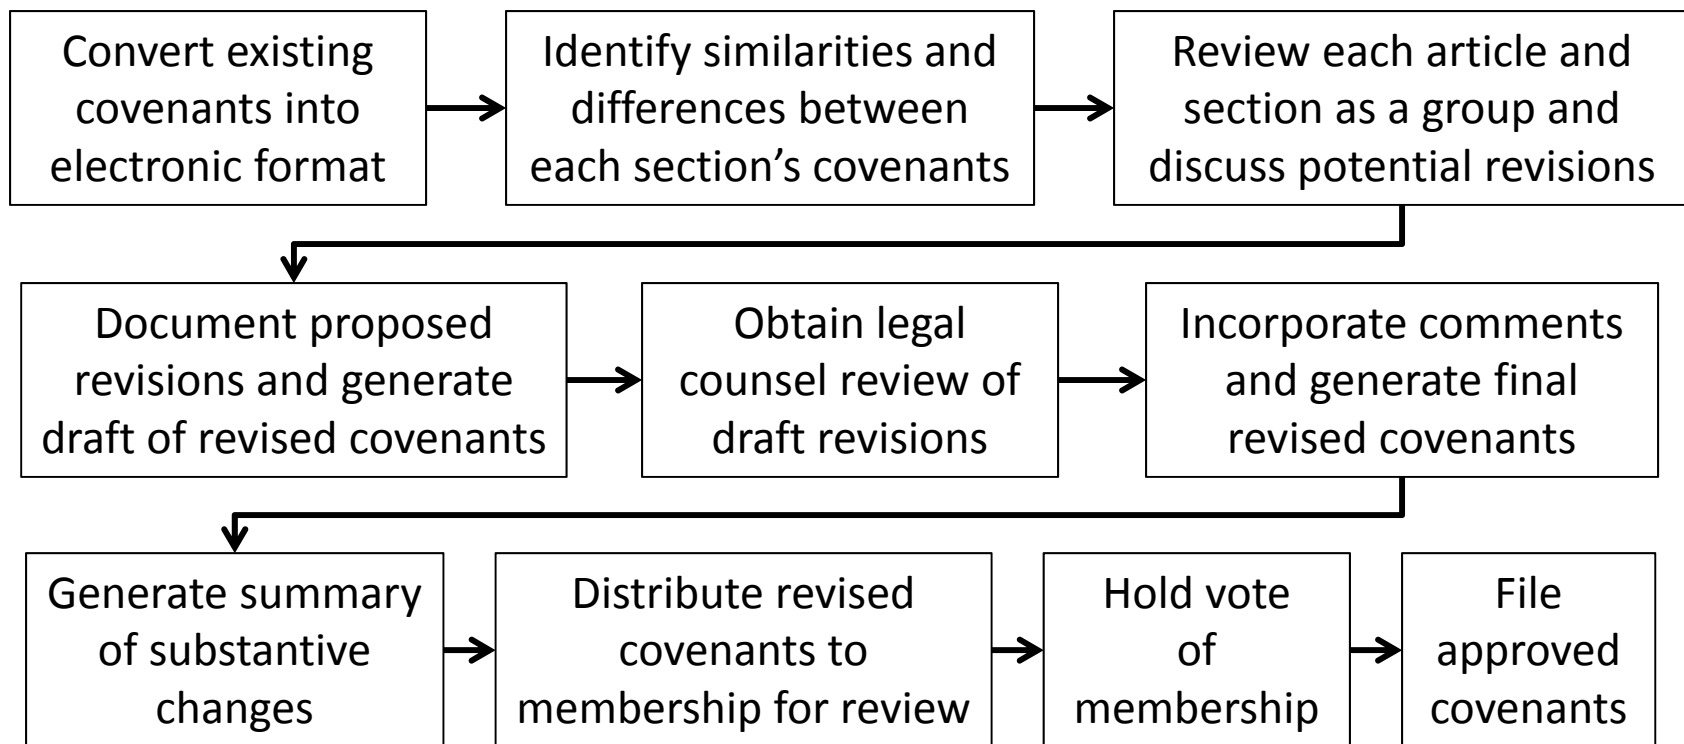 Convert existing
covenants into
electronic format
Identify similarities and
differences between
each section’s covenants
Review each article and
section as a group and
discuss potential revisions
Document proposed
revisions and generate
draft of revised covenants
Obtain legal
counsel review of
draft revisions
Incorporate comments
and generate final
revised covenants
Generate summary
of substantive
changes
Distribute revised
covenants to
membership for review
Hold vote
of
membership
File
approved
covenants